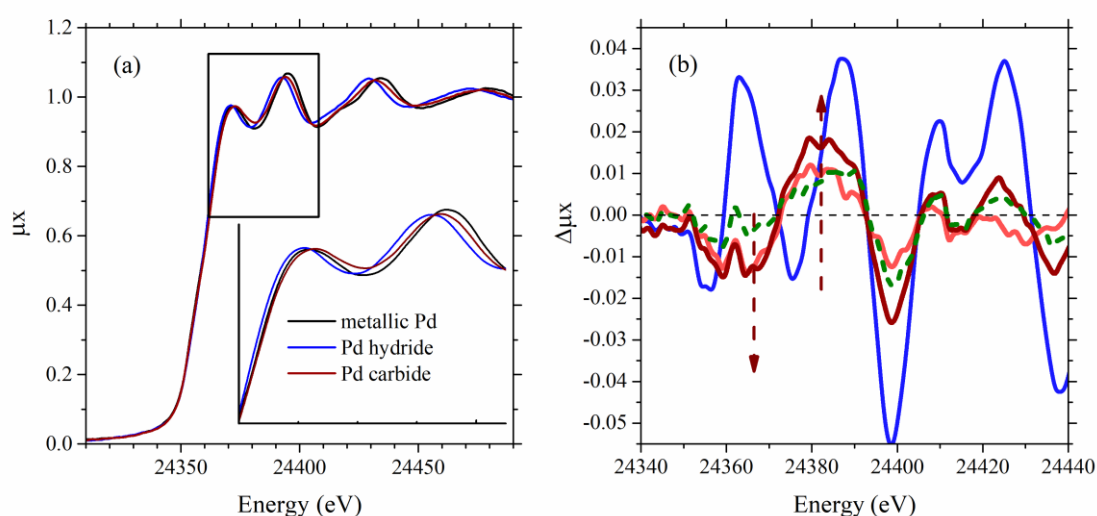 (a)
μx
1.2
1.0
0.8
0.6
0.4
0.2
0.0
metallic Pd
Pd hydride
Pd carbide
24350 24400 24450
Energy (eV)
(b)
Δμx
0.04
0.03
0.02
0.01
0.00
-0.01
-0.02
-0.03
-0.04
-0.05
24340 24360 24380 24400 24420 24440
Energy (eV)